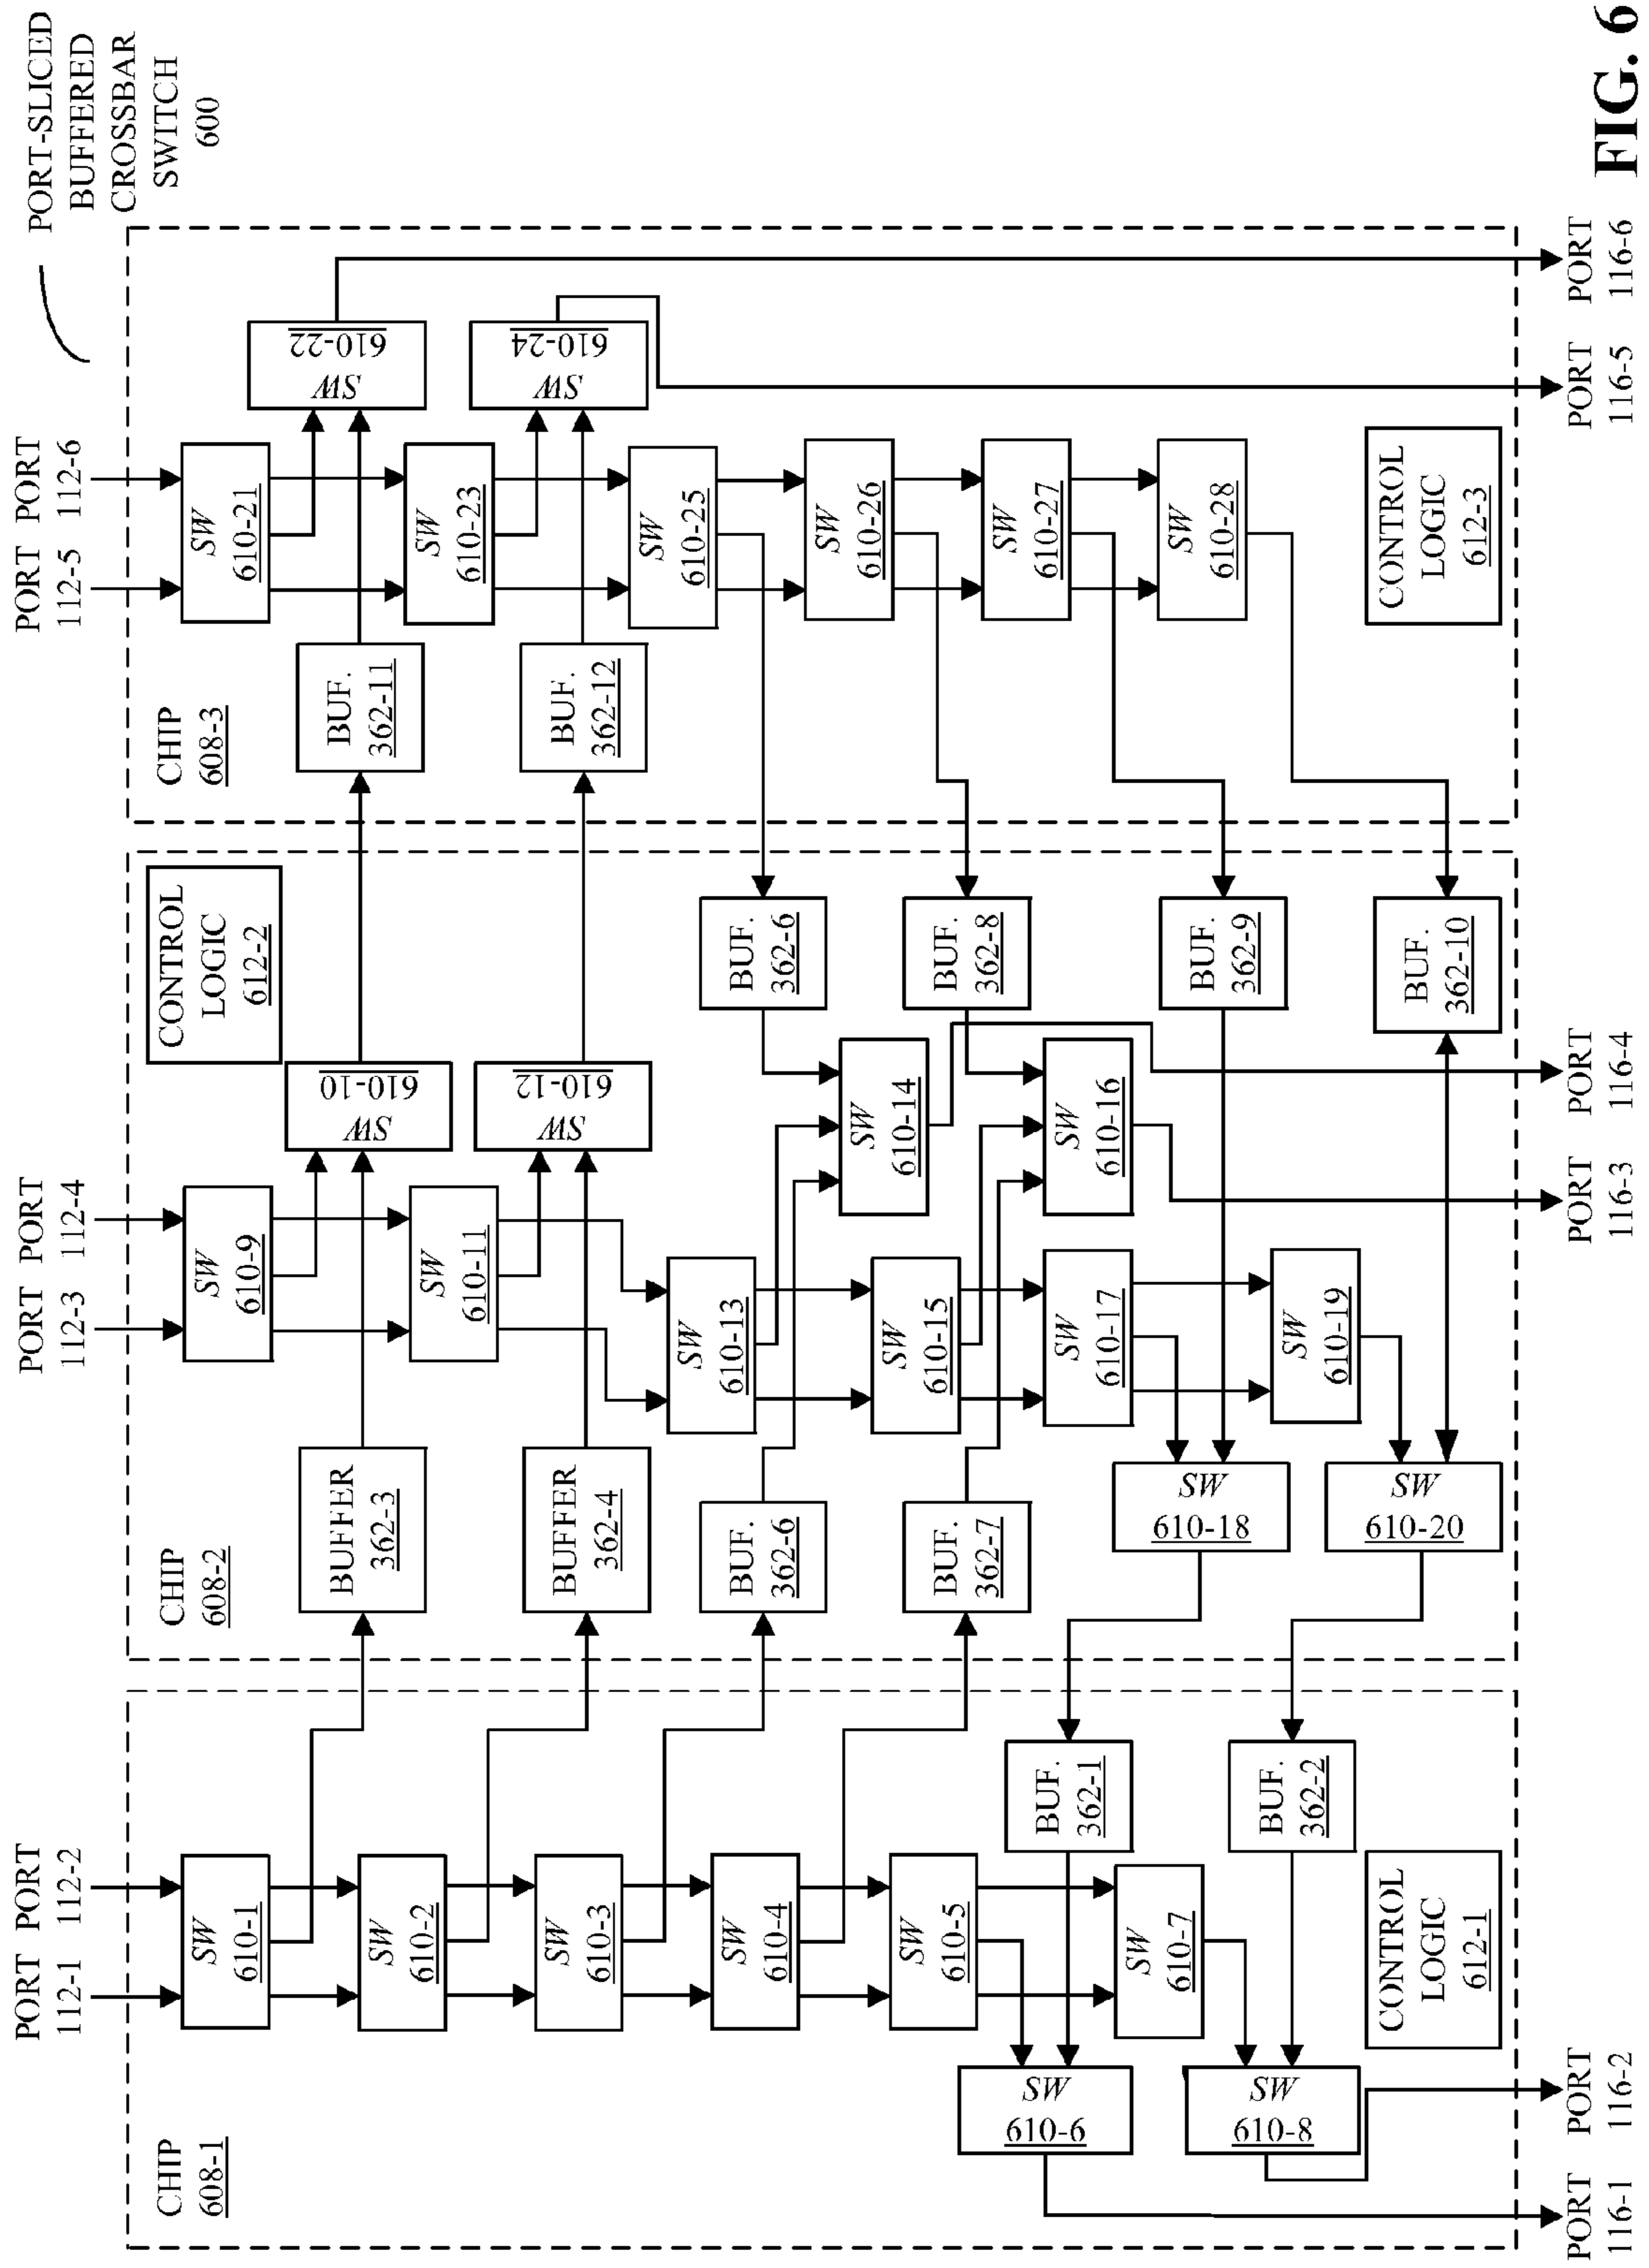 PORT-SLICED
BUFFERED
CROSSBAR
SWITCH
600
PORT
112-1
PORT
112-2
PORT
112-3
PORT
112-4
PORT
112-5
PORT
112-6
CHIP
608-1
SW
610-1
SW
610-2
SW
610-3
SW
610-4
SW
610-5
SW
610-6
SW
610-7
SW
610-8
BUF.
362-1
BUF.
362-2
CONTROL
LOGIC
612-1
CHIP
608-2
CONTROL
LOGIC
612-2
BUFFER
362-3
BUFFER
362-4
BUF.
362-6
BUF.
362-7
SW
610-9
SW
610-10
SW
610-11
SW
610-12
SW
610-13
SW
610-14
SW
610-15
SW
610-16
SW
610-17
SW
610-18
SW
610-19
SW
610-20
BUF.
362-6
BUF.
362-8
BUF.
362-9
BUF.
362-10
CHIP
608-3
BUF.
362-11
BUF.
362-12
SW
610-21
SW
610-22
SW
610-23
SW
610-24
SW
610-25
SW
610-26
SW
610-27
SW
610-28
CONTROL
LOGIC
612-3
PORT
116-1
PORT
116-2
PORT
116-3
PORT
116-4
PORT
116-5
PORT
116-6
FIG. 6